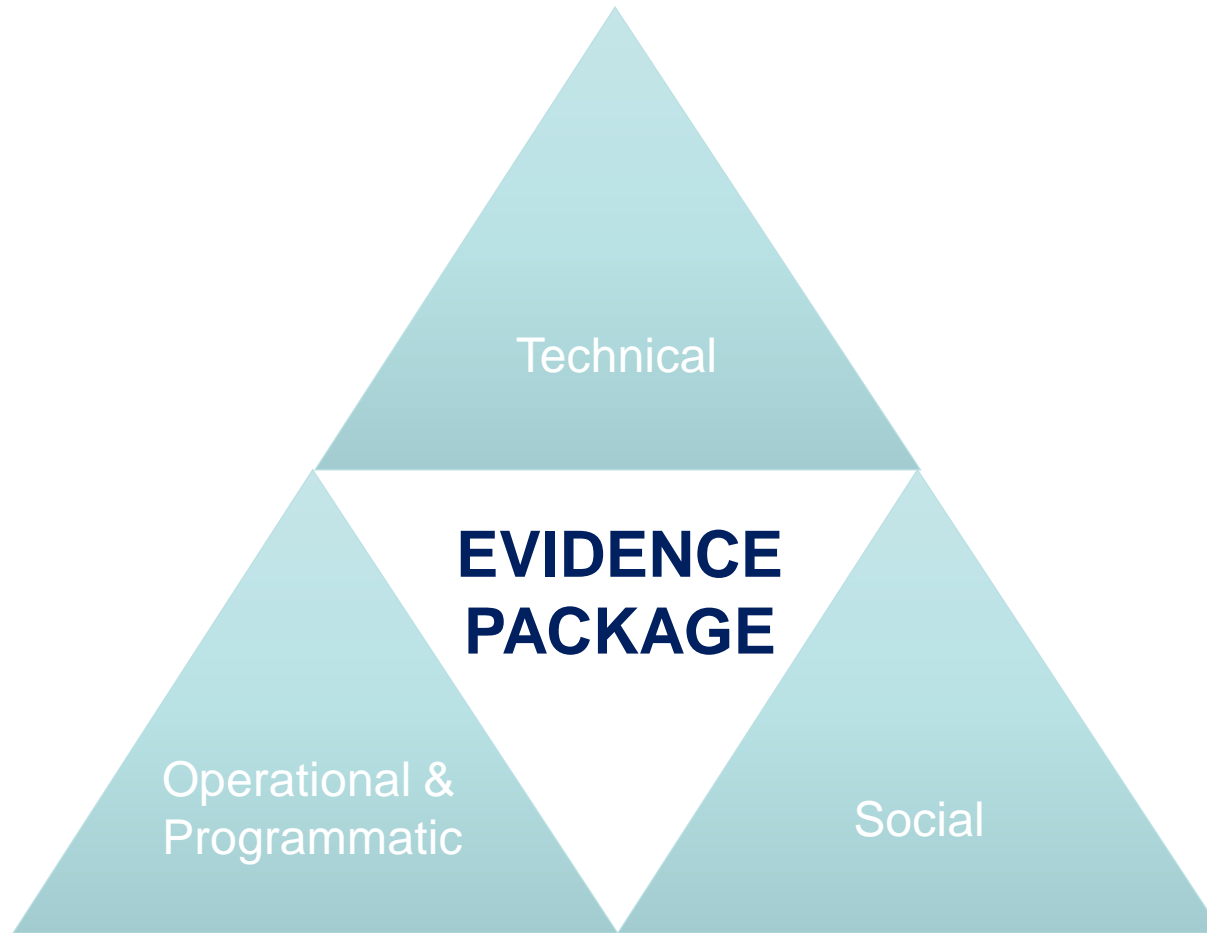 Technical
EVIDENCE
PACKAGE
Operational &
Programmatic
Social